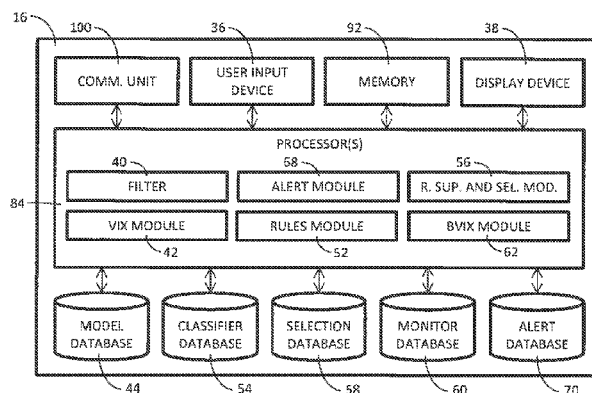 16
100
36
92
38
COMM. UNIT
USER INPUT
DEVICE
MEMORY
DISPLAY DEVICE
PROCESSOR(S)
40
68
56
FILTER
ALERT MODULE
R. SUP. AND SEL. MOD.
84
VIX MODULE
RULES MODULE
BVIX MODULE
42
52
62
MODEL
DATABASE
CLASSIFIER
DATABASE
SELECTION
DATABASE
MONITOR
DATABASE
ALERT
DATABASE
44
54
58
60
70